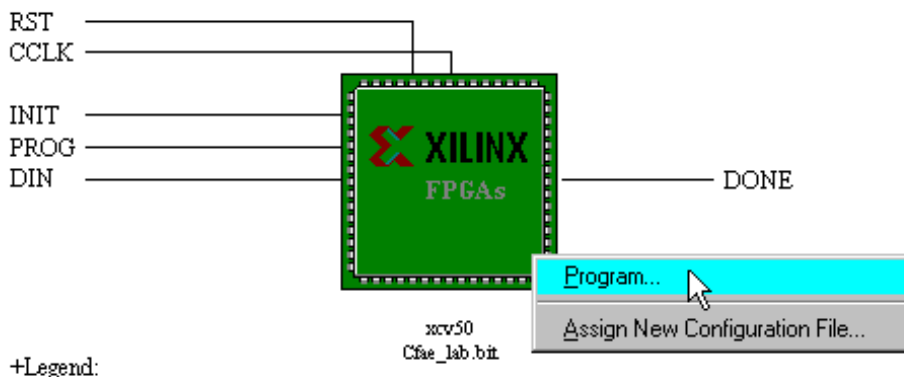 RST
CCLK
INIT
PROG
DIN
XILINX
FPGAs
DONE
Program...
Assign New Configuration File...
xcv50
Cfae_lab.bit
+Legend: